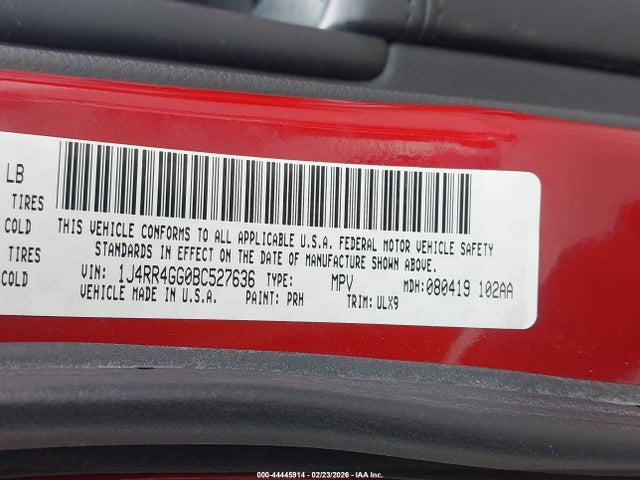 LB
TIRES
COLD
TIRES
COLD
THIS VEHICLE CONFORMS TO ALL APPLICABLE U.S.A. FEDERAL MOTOR VEHICLE SAFETY
STANDARDS IN EFFECT ON THE DATE OF MANUFACTURE SHOWN ABOVE.
VIN: 1J4RR4GG0BC527636 TYPE: MPV MDH: 080419 102AA
VEHICLE MADE IN U.S.A. PAINT: PRH TRIM: ULX9
000-44445914 - 02/23/2026 - IAA Inc.